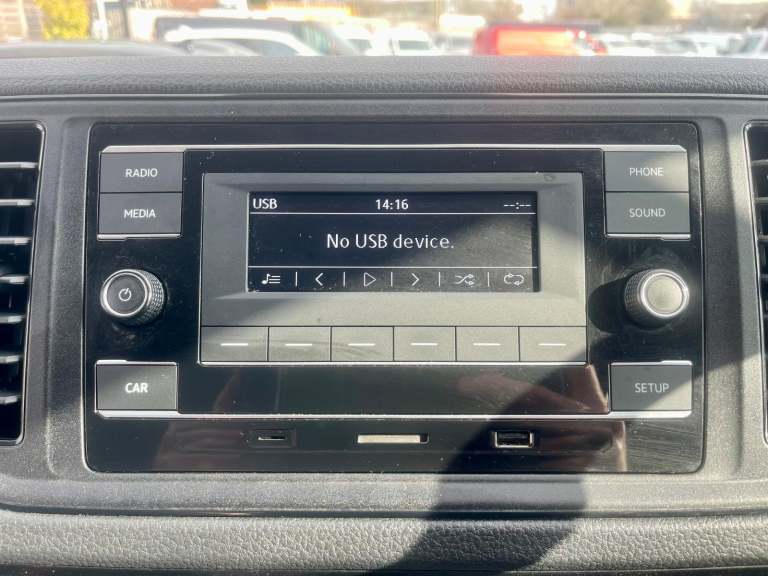 RADIO
PHONE
MEDIA
SOUND
USB 14:16 --:--
No USB device.
CAR
SETUP